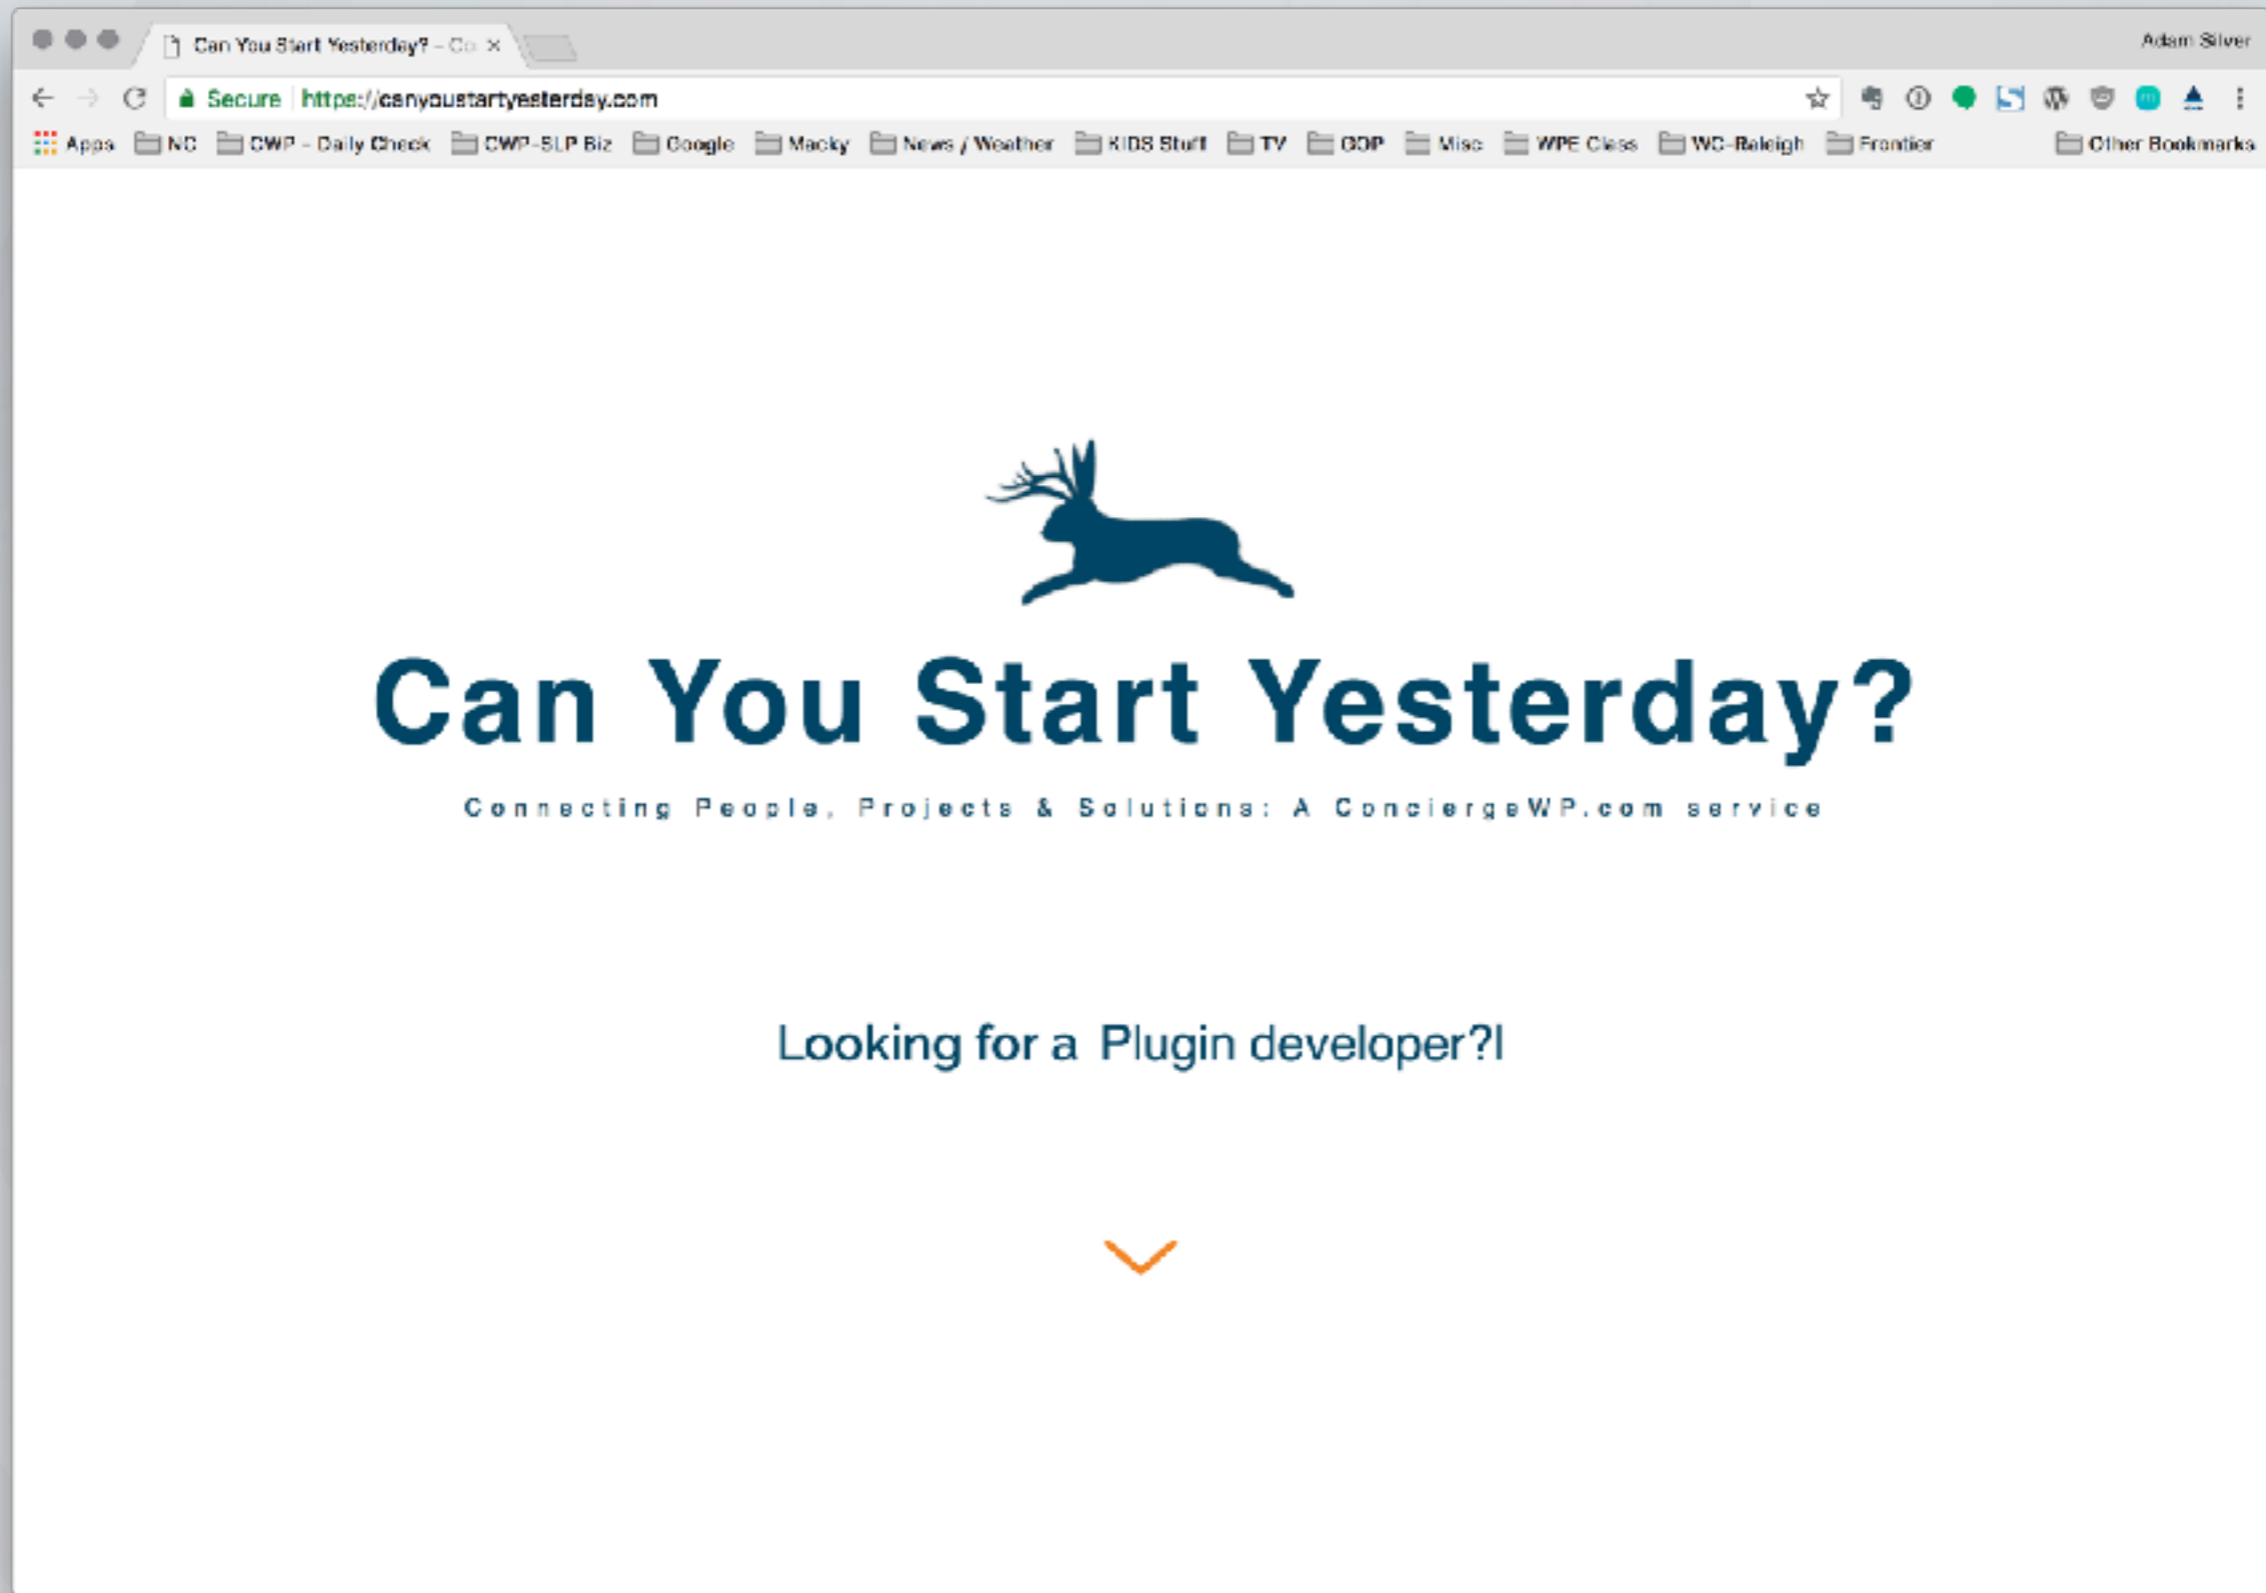 Can You Start Yesterday? - Co
Adam Silver
Secure https://canyoustartyesterday.com
Apps NC CWP - Daily Check CWP-SLP Biz Google Macky News / Weather KIDS Stuff TV Misc WPE Class WC-Raleigh Frontier Other Bookmarks
Can You Start Yesterday?
Connecting People, Projects & Solutions: A ConciergeWP.com service
Looking for a Plugin developer?|